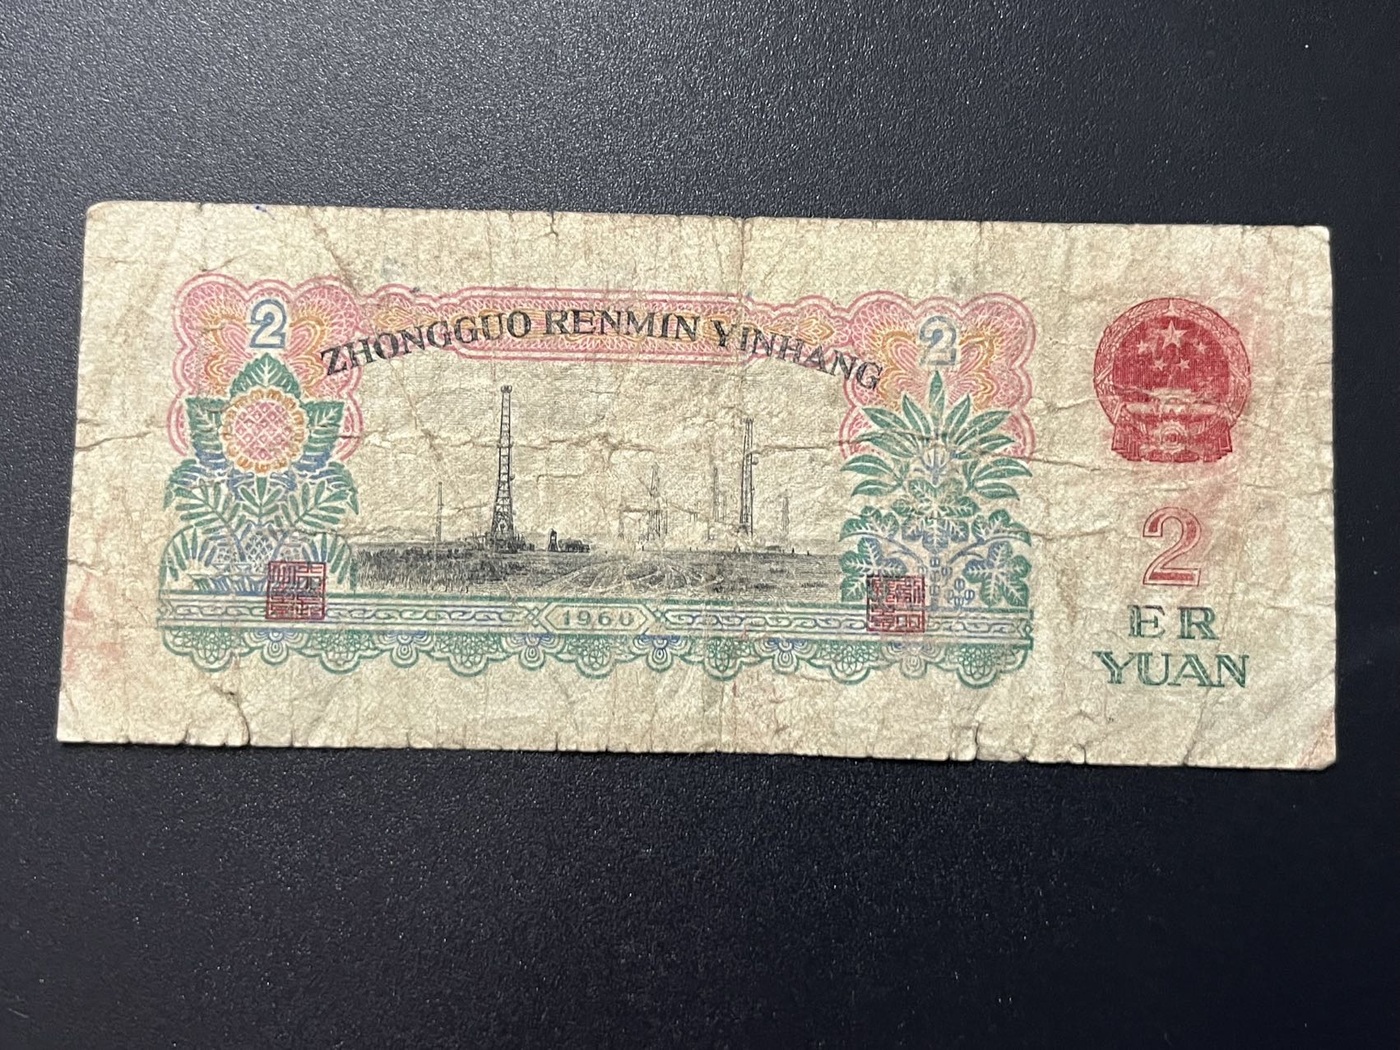 2
ZHONGGUO RENMIN YINHANG
2
2
ER
YUAN
1960